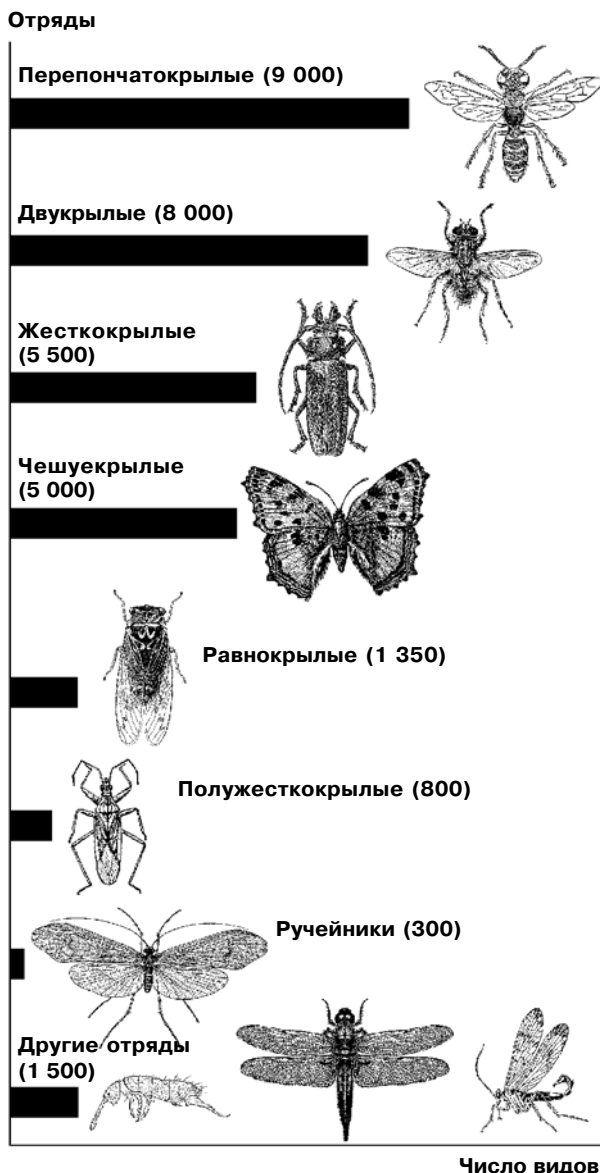 Отряды
Перепончатокрылые (9 000)
Двукрылые (8 000)
Жесткокрылые
(5 500)
Чешуекрылые
(5 000)
Равнокрылые (1 350)
Полужесткокрылые (800)
Ручейники (300)
Другие отряды
(1 500)
Число видов